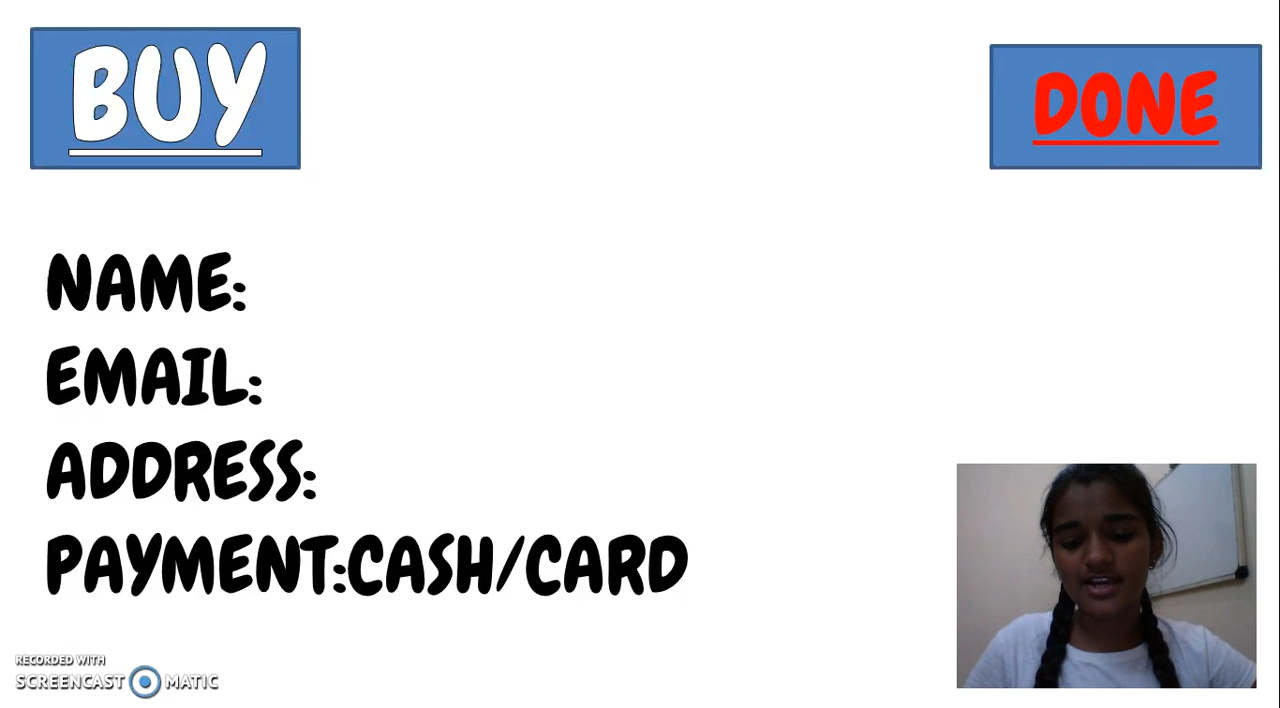 BUY
DONE
NAME:
EMAIL:
ADDRESS:
PAYMENT:CASH/CARD
RECORDED WITH
SCREENCAST MATIC